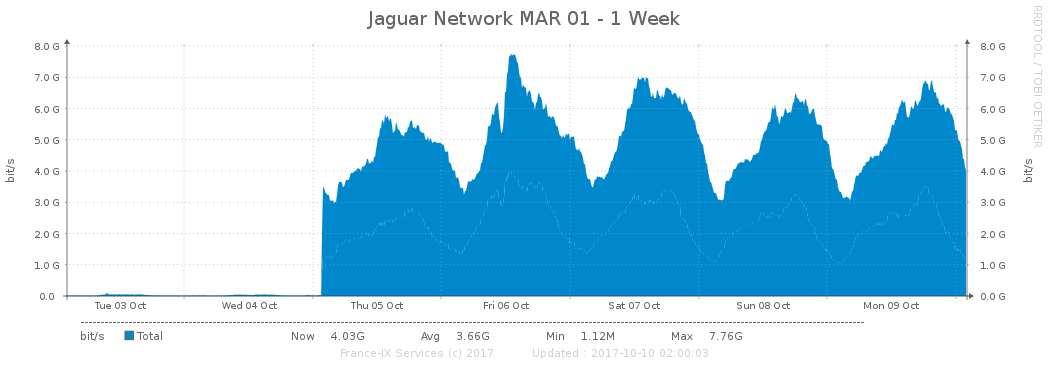 Jaguar Network MAR 01 - 1 Week
RRDTOOL / TOBI OETIKER
bit/s
bit/s
8.0 G 8.0 G
7.0 G 7.0 G
6.0 G 6.0 G
5.0 G 5.0 G
4.0 G 4.0 G
3.0 G 3.0 G
2.0 G 2.0 G
1.0 G 1.0 G
0.0 0.0 G
Tue 03 Oct Wed 04 Oct Thu 05 Oct Fri 06 Oct Sat 07 Oct Sun 08 Oct Mon 09 Oct
bit/s Total Now 4.03G Avg 3.66G Min 1.12M Max 7.76G
France-IX Services (c) 2017 Updated : 2017-10-10 02:00:03